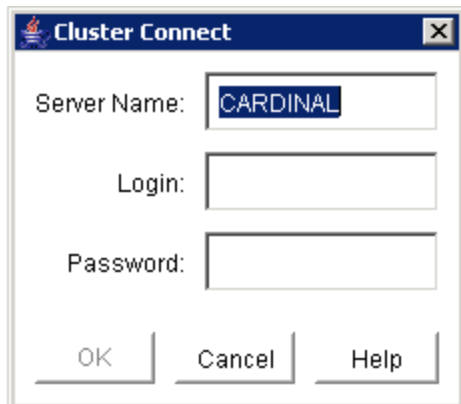 Cluster Connect
Server Name: CARDINAL
Login:
Password:
OK Cancel Help